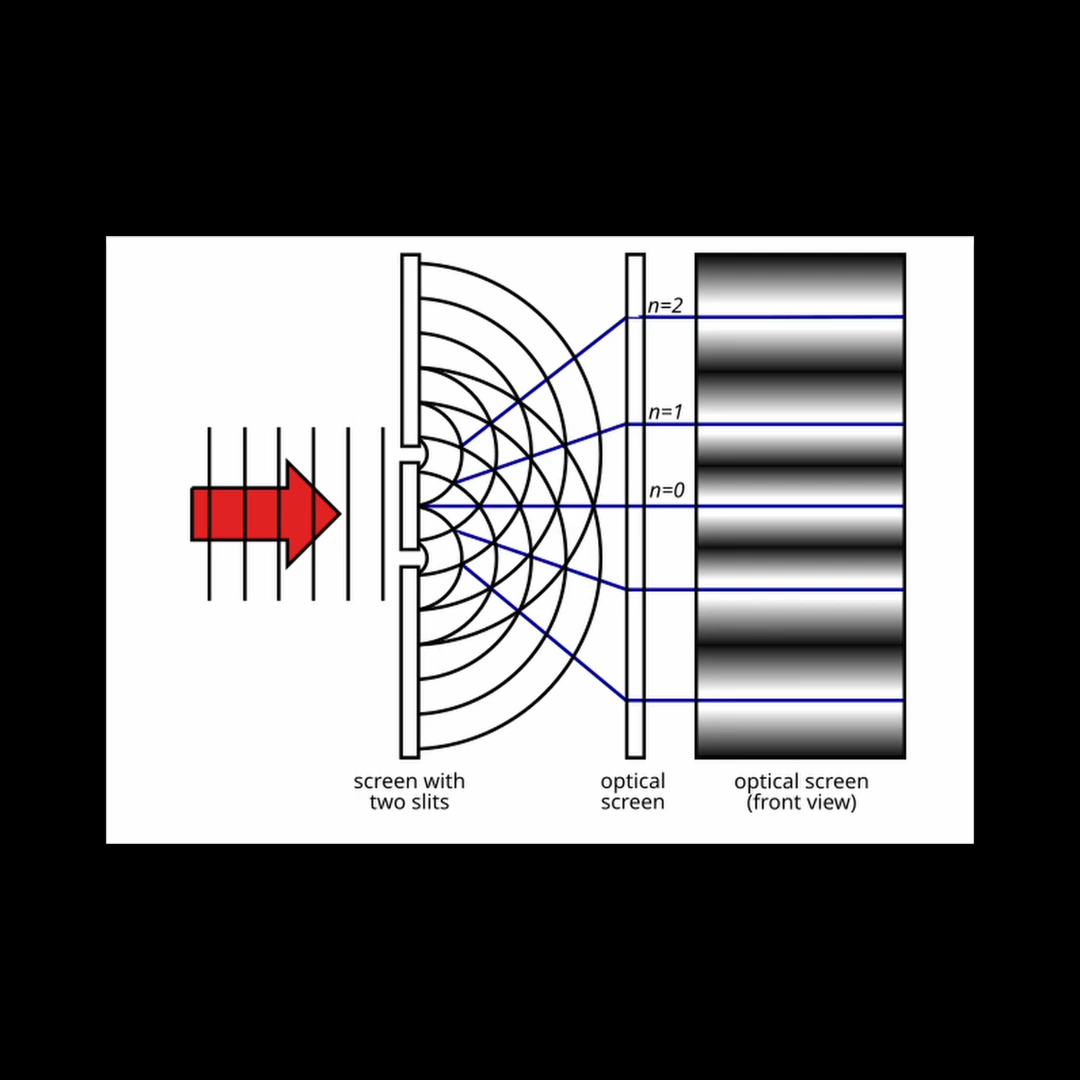 n=2
n=1
n=0
screen with
two slits
optical
screen
optical screen
(front view)